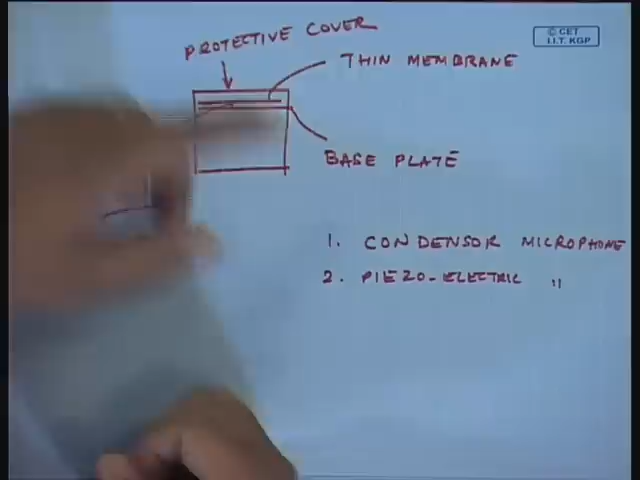 © CET
I.I.T. KGP
PROTECTIVE COVER
THIN MEMBRANE
BASE PLATE
1. CONDENSOR MICROPHONE
2. PIEZO-ELECTRIC "